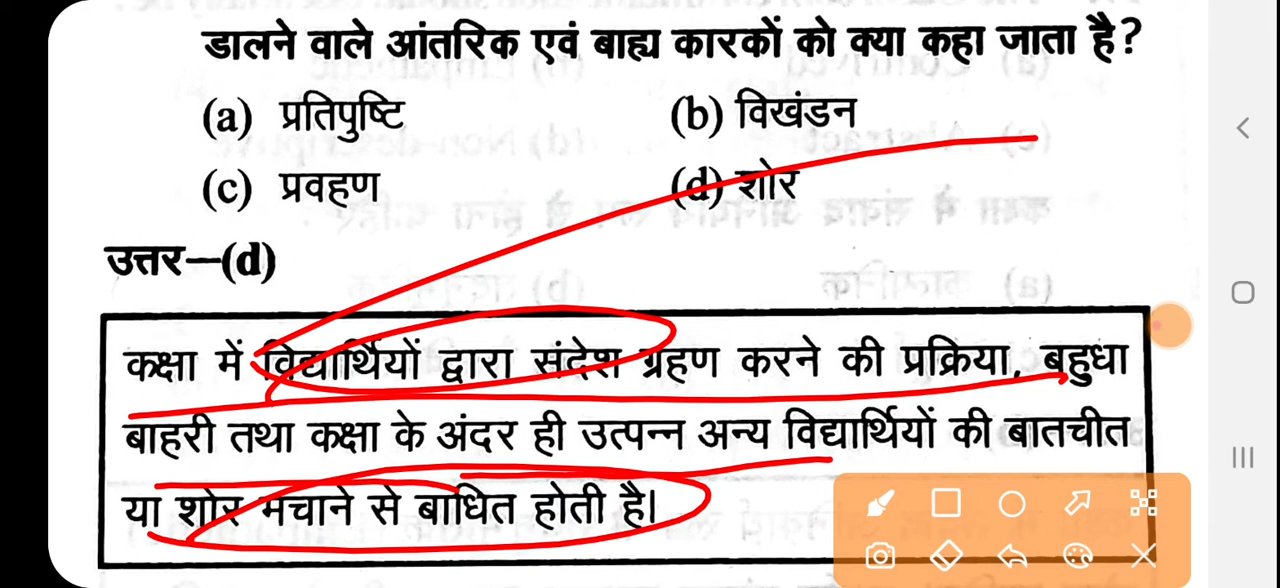 डालने वाले आंतरिक एवं बाह्य कारकों को क्या कहा जाता है?
(a) प्रतिपुष्टि (b) विखंडन
(c) प्रवहण (d) शोर
उत्तर—(d)
कक्षा में विद्यार्थियों द्वारा संदेश ग्रहण करने की प्रक्रिया, बहुधा
बाहरी तथा कक्षा के अंदर ही उत्पन्न अन्य विद्यार्थियों की बातचीत
या शोर मचाने से बाधित होती है।